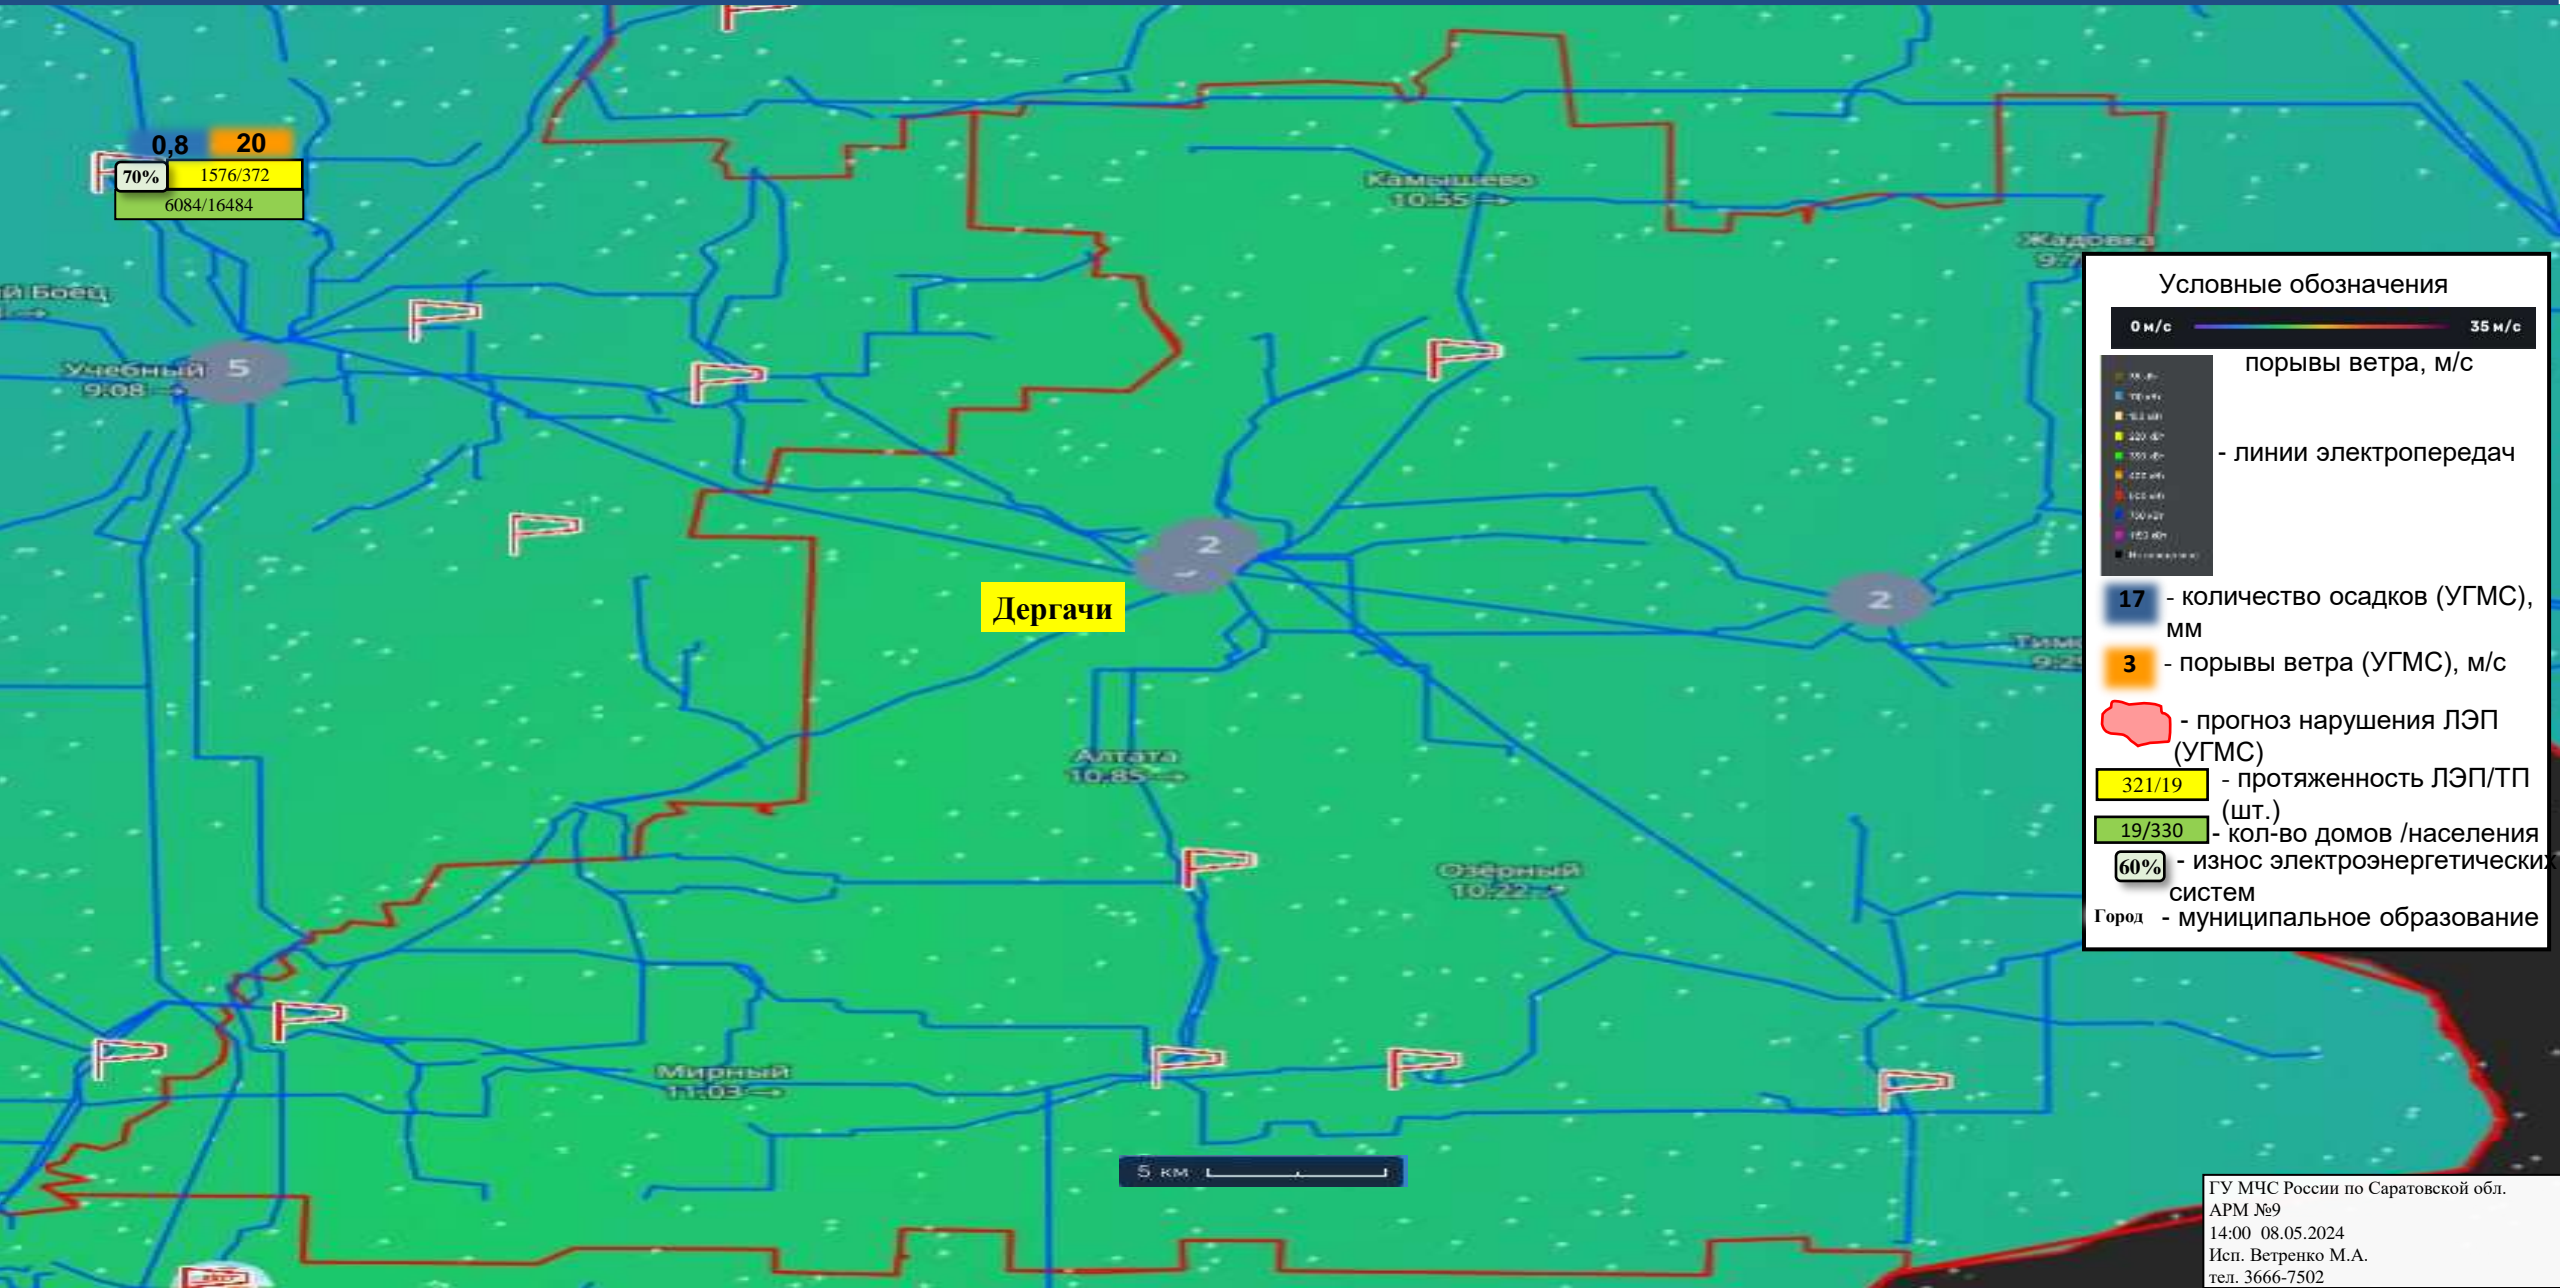 0,8
20
70%
1576/372
6084/16484
й Боец
Учебный
9.08
5
Камышево
10.55
Жадовка
9.7
2
2
Дергачи
Алтата
10.85
Озёрный
10.22
Мирный
11.03
5 км
Условные обозначения
0 м/с
35 м/с
порывы ветра, м/с
- линии электропередач
17
- количество осадков (УГМС),
мм
3
- порывы ветра (УГМС), м/с
- прогноз нарушения ЛЭП
(УГМС)
321/19
- протяженность ЛЭП/ТП
(шт.)
19/330
- кол-во домов /населения
60%
- износ электроэнергетических
систем
Город
- муниципальное образование
ГУ МЧС России по Саратовской обл.
АРМ №9
14:00 08.05.2024
Исп. Ветренко М.А.
тел. 3666-7502